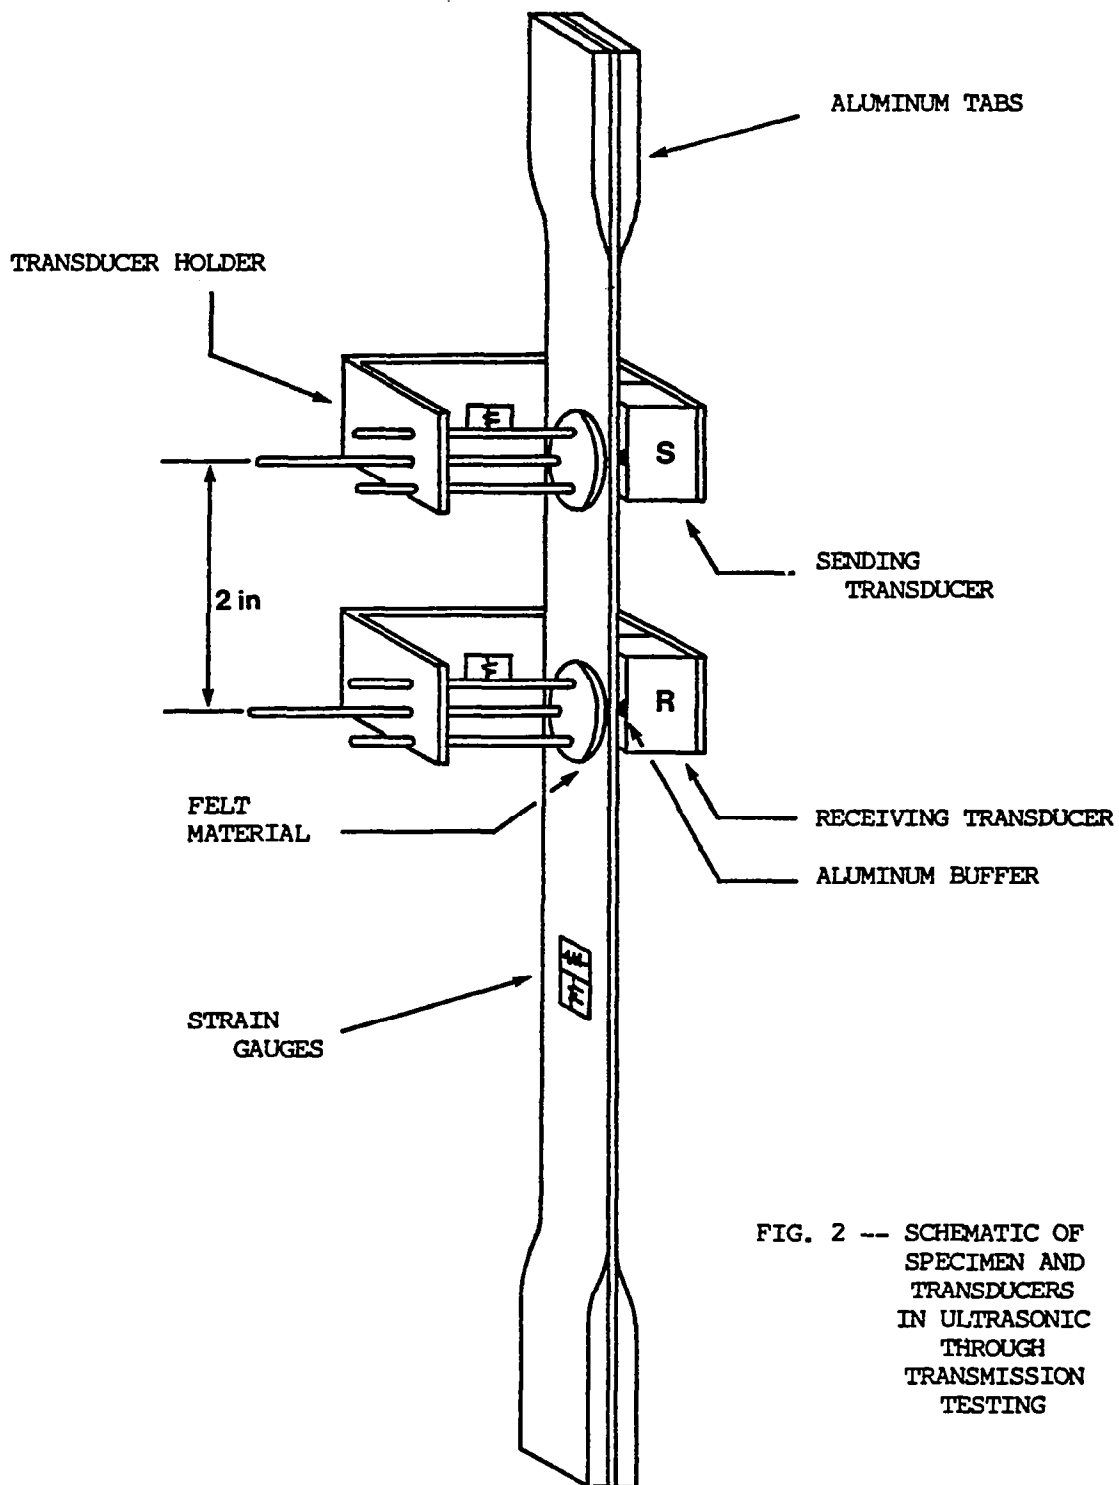 ALUMINUM TABS
TRANSDUCER HOLDER
S
SENDING
TRANSDUCER
2 in
R
FELT
MATERIAL
RECEIVING TRANSDUCER
ALUMINUM BUFFER
STRAIN
GAUGES
FIG. 2 -- SCHEMATIC OF
SPECIMEN AND
TRANSDUCERS
IN ULTRASONIC
THROUGH
TRANSMISSION
TESTING